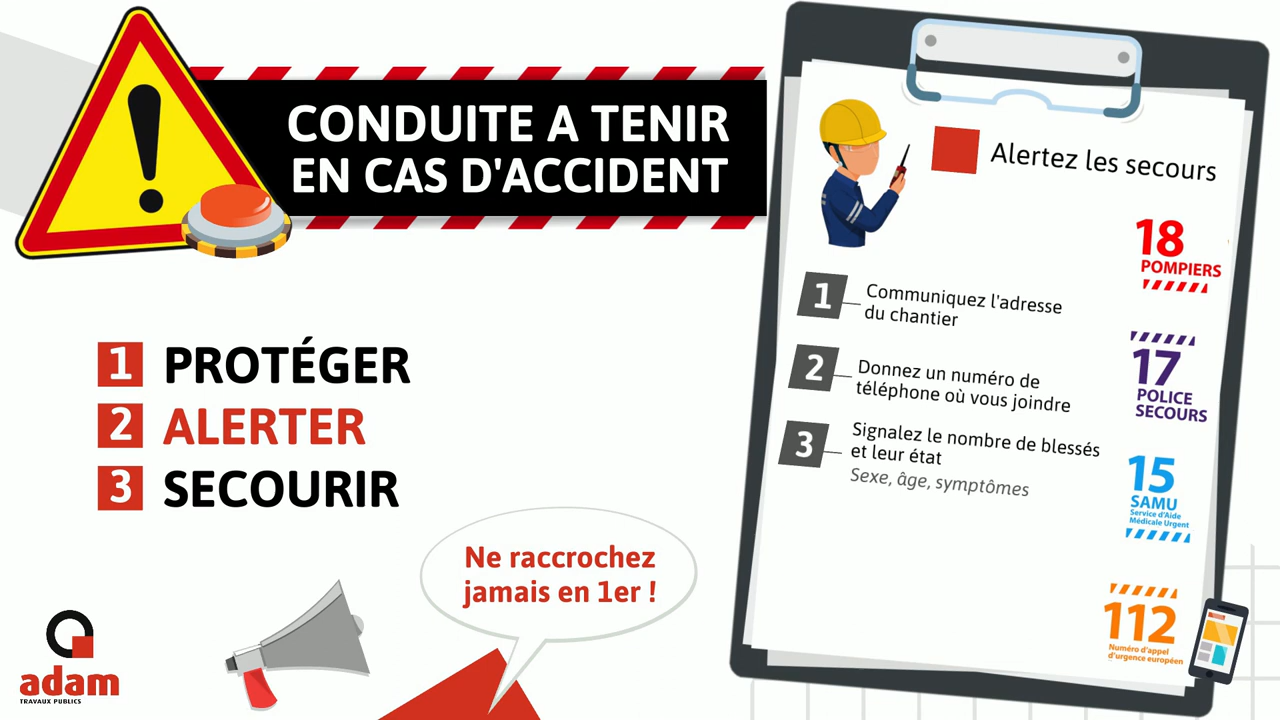 CONDUITE A TENIR
EN CAS D'ACCIDENT
1 PROTÉGER
2 ALERTER
3 SECOURIR
Ne raccrochez
jamais en 1er !
adam
TRAVAUX PUBLICS
Alertez les secours
1 Communiquez l'adresse
du chantier
2 Donnez un numéro de
téléphone où vous joindre
3 Signalez le nombre de blessés
et leur état
Sexe, âge, symptômes
18
POMPIERS
17
POLICE
SECOURS
15
SAMU
Service d'Aide
Médicale Urgent
112
Numéro d'appel
d'urgence européen